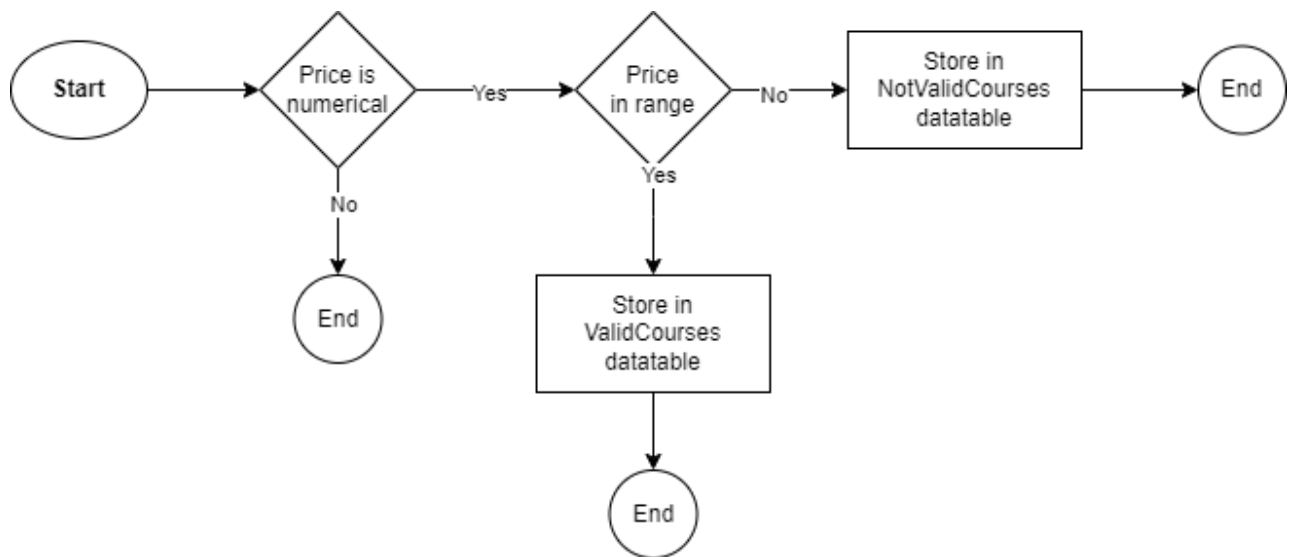 Start
Price is
numerical
Yes
Price
in range
No
Store in
NotValidCourses
datatable
End
No
End
Yes
Store in
ValidCourses
datatable
End